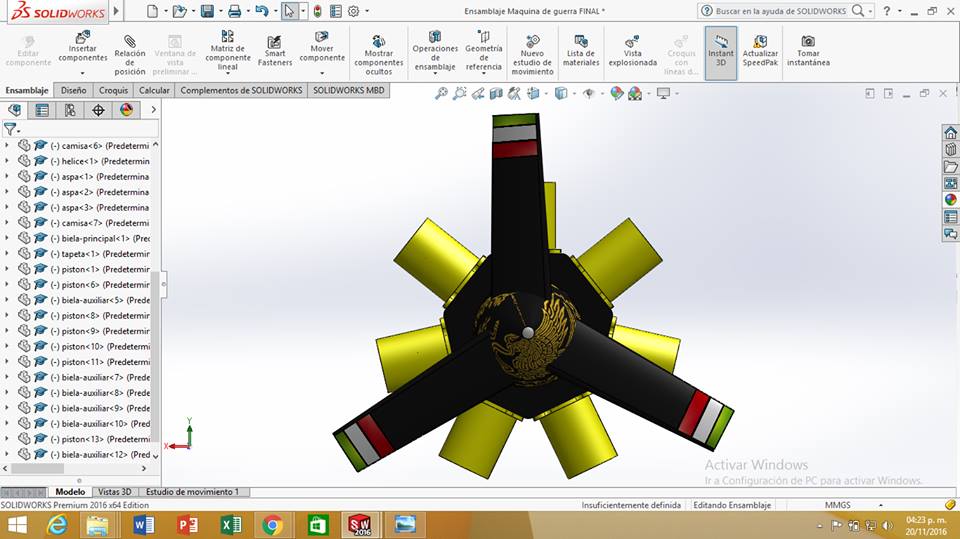 SOLIDWORKS
Ensamblaje Maquina de guerra FINAL *
Buscar en la ayuda de SOLIDWORKS
Editar componente
Insertar componentes
Relación de posición
Ventana de vista preliminar ...
Matriz de componente lineal
Smart Fasteners
Mover componente
Mostrar componentes ocultos
Operaciones de ensamblaje
Geometría de referencia
Nuevo estudio de movimiento
Lista de materiales
Vista explosionada
Croquis con líneas d...
Instant 3D
Actualizar SpeedPak
Tomar instantánea
Ensamblaje Diseño Croquis Calcular Complementos de SOLIDWORKS SOLIDWORKS MBD
(-) camisa<6> (Predetermi
(-) helice<1> (Predetermin
(-) aspa<1> (Predetermina
(-) aspa<2> (Predetermina
(-) aspa<3> (Predetermina
(-) camisa<7> (Predetermi
(-) biela-principal<1> (Prec
(-) tapeta<1> (Predetermin
(-) piston<1> (Predetermin
(-) piston<6> (Predetermin
(-) biela-auxiliar<5> (Prede
(-) piston<8> (Predetermin
(-) piston<9> (Predetermin
(-) piston<10> (Predetermi
(-) piston<11> (Predetermi
(-) biela-auxiliar<7> (Prede
(-) biela-auxiliar<8> (Prede
(-) biela-auxiliar<9> (Prede
(-) biela-auxiliar<10> (Pred
(-) piston<13> (Predetermi
(-) biela-auxiliar<12> (Pred
Y
X
Activar Windows
Ir a Configuración de PC para activar Windows.
Modelo Vistas 3D Estudio de movimiento 1
SOLIDWORKS Premium 2016 x64 Edition Insuficientemente definida Editando Ensamblaje MMGS
04:23 p. m.
20/11/2016